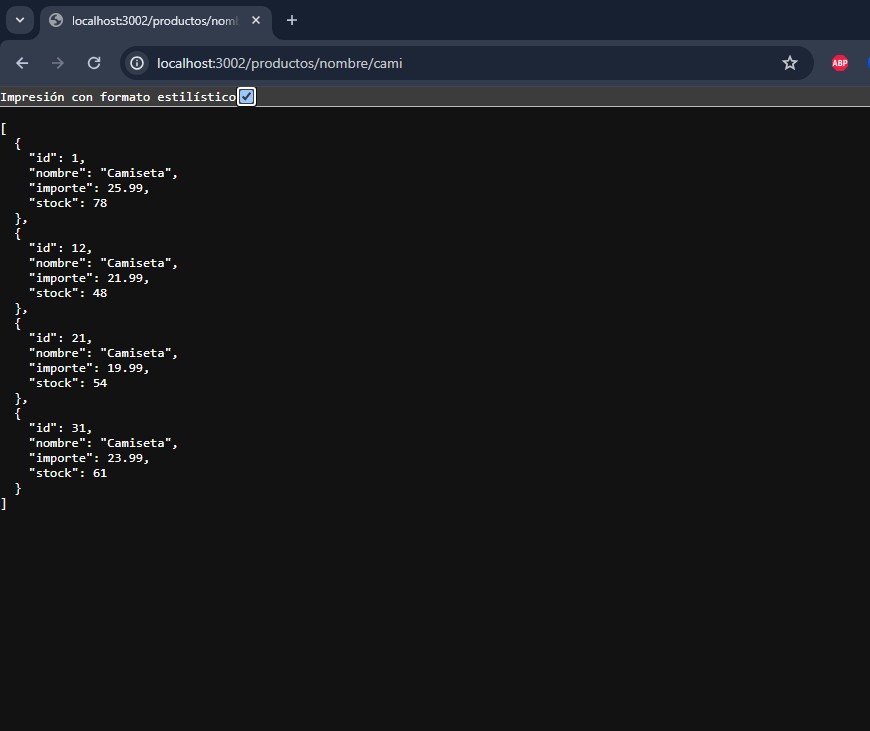 localhost:3002/productos/nomb
localhost:3002/productos/nombre/cami
ABP
Impresión con formato estilístico
[
  {
    "id": 1,
    "nombre": "Camiseta",
    "importe": 25.99,
    "stock": 78
  },
  {
    "id": 12,
    "nombre": "Camiseta",
    "importe": 21.99,
    "stock": 48
  },
  {
    "id": 21,
    "nombre": "Camiseta",
    "importe": 19.99,
    "stock": 54
  },
  {
    "id": 31,
    "nombre": "Camiseta",
    "importe": 23.99,
    "stock": 61
  }
]